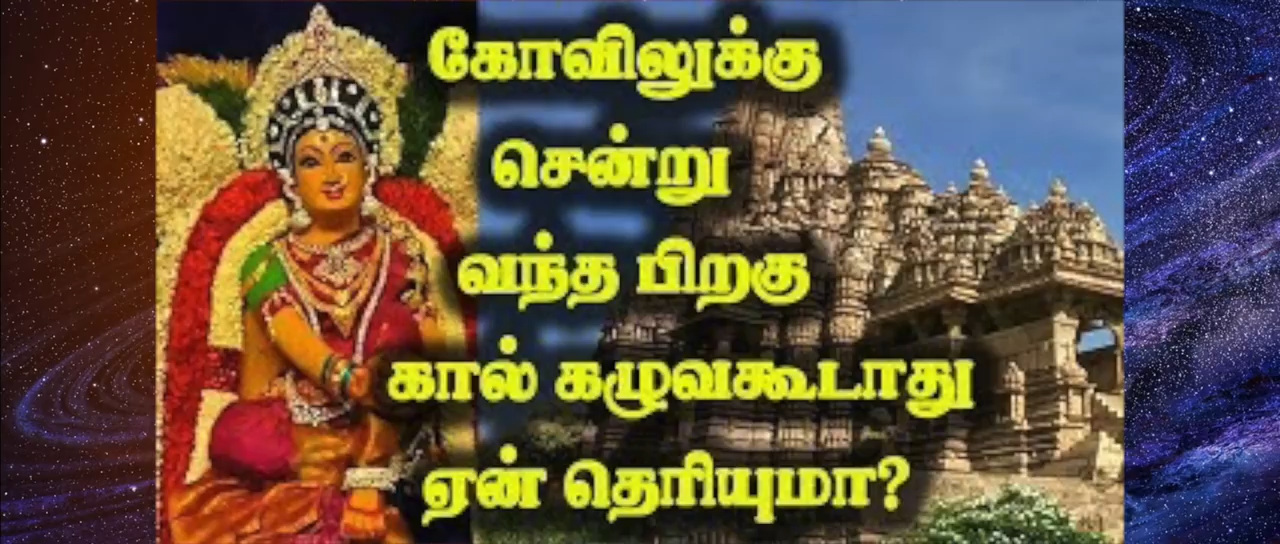 கோவிலுக்கு
சென்று
வந்த பிறகு
கால் கழுவகூடாது
ஏன் தெரியுமா?